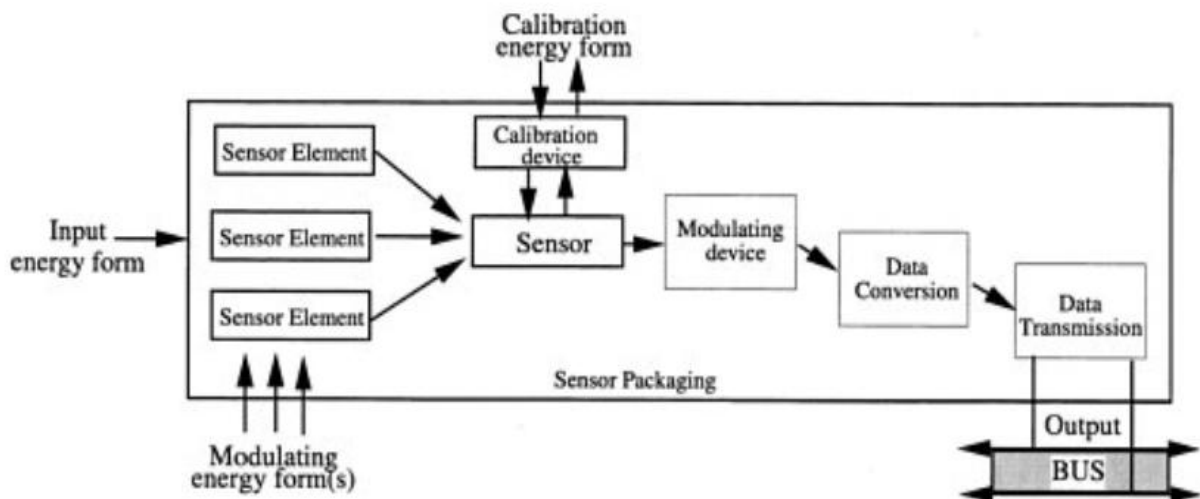 Calibration
energy form
Calibration
device
Sensor Element
Sensor Element
Sensor Element
Input
energy form
Sensor
Modulating
device
Data
Conversion
Data
Transmission
Sensor Packaging
Modulating
energy form(s)
Output
BUS